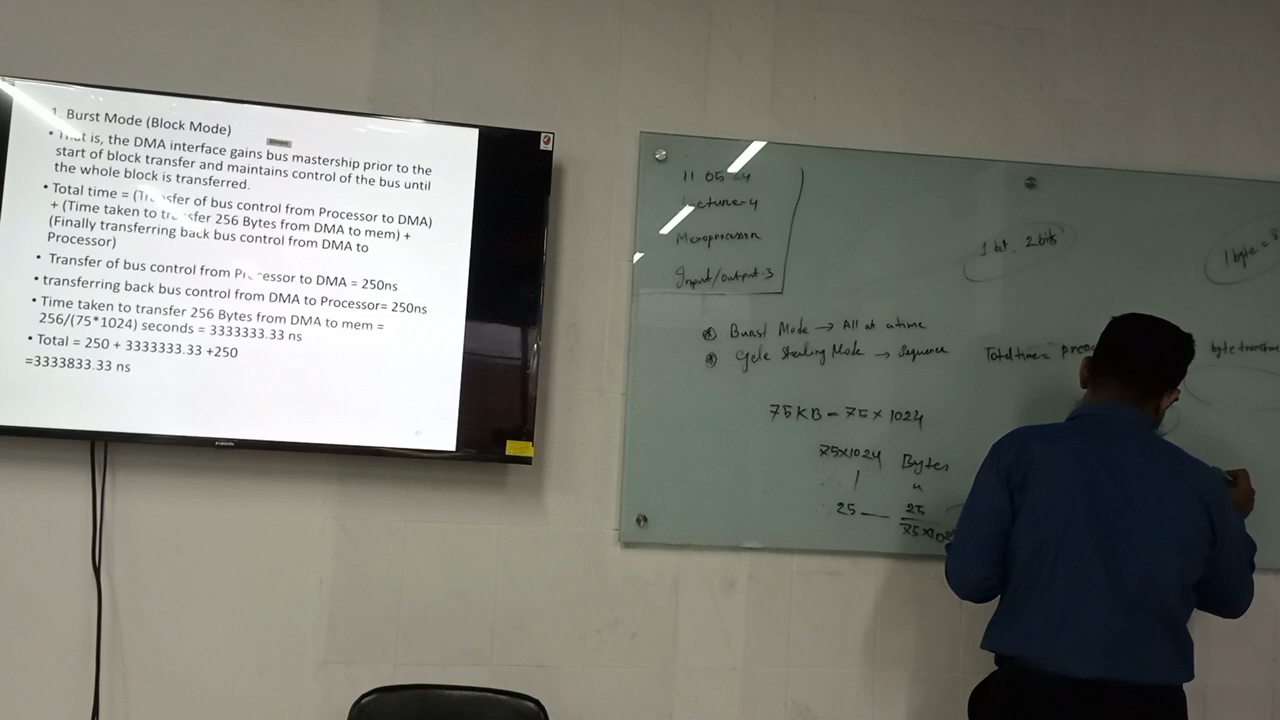 1. Burst Mode (Block Mode)
• That is, the DMA interface gains bus mastership prior to the
start of block transfer and maintains control of the bus until
the whole block is transferred.
• Total time = (Transfer of bus control from Processor to DMA)
+ (Time taken to transfer 256 Bytes from DMA to mem) +
(Finally transferring back bus control from DMA to
Processor)
• Transfer of bus control from Processor to DMA = 250ns
• transferring back bus control from DMA to Processor= 250ns
• Time taken to transfer 256 Bytes from DMA to mem =
256/(75*1024) seconds = 3333333.33 ns
• Total = 250 + 3333333.33 +250
=3333833.33 ns
XIAOMI
11 05
Lecture-4
Microprocessor
Input/output-3
1 bit, 2 bits
1 byte = 8
Burst Mode → All at a time
Cycle Stealing Mode → Sequence
Total time = proce
byte transfer
75KB = 75 × 1024
75×1024 Bytes
1 "
25 — 25
75×102